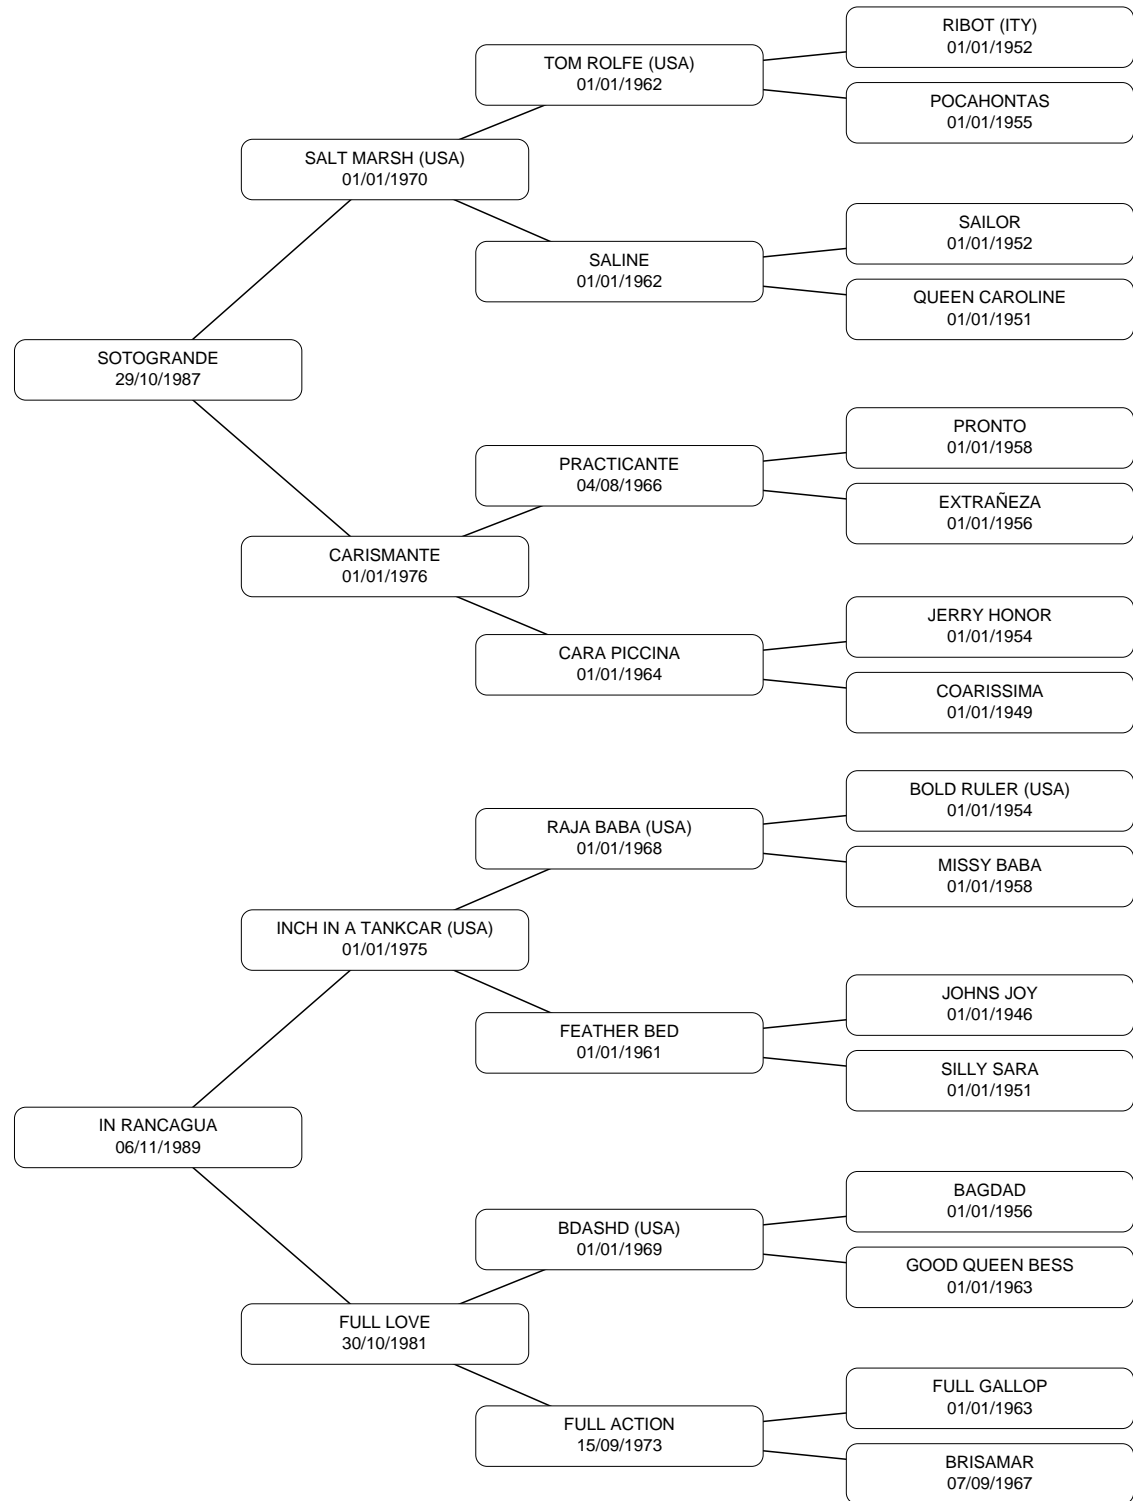 RIBOT (ITY)
01/01/1952
TOM ROLFE (USA)
01/01/1962
POCAHONTAS
01/01/1955
SALT MARSH (USA)
01/01/1970
SAILOR
01/01/1952
SALINE
01/01/1962
QUEEN CAROLINE
01/01/1951
SOTOGRANDE
29/10/1987
PRONTO
01/01/1958
PRACTICANTE
04/08/1966
EXTRAÑEZA
01/01/1956
CARISMANTE
01/01/1976
JERRY HONOR
01/01/1954
CARA PICCINA
01/01/1964
COARISSIMA
01/01/1949
BOLD RULER (USA)
01/01/1954
RAJA BABA (USA)
01/01/1968
MISSY BABA
01/01/1958
INCH IN A TANKCAR (USA)
01/01/1975
JOHNS JOY
01/01/1946
FEATHER BED
01/01/1961
SILLY SARA
01/01/1951
IN RANCAGUA
06/11/1989
BAGDAD
01/01/1956
BDASHD (USA)
01/01/1969
GOOD QUEEN BESS
01/01/1963
FULL LOVE
30/10/1981
FULL GALLOP
01/01/1963
FULL ACTION
15/09/1973
BRISAMAR
07/09/1967